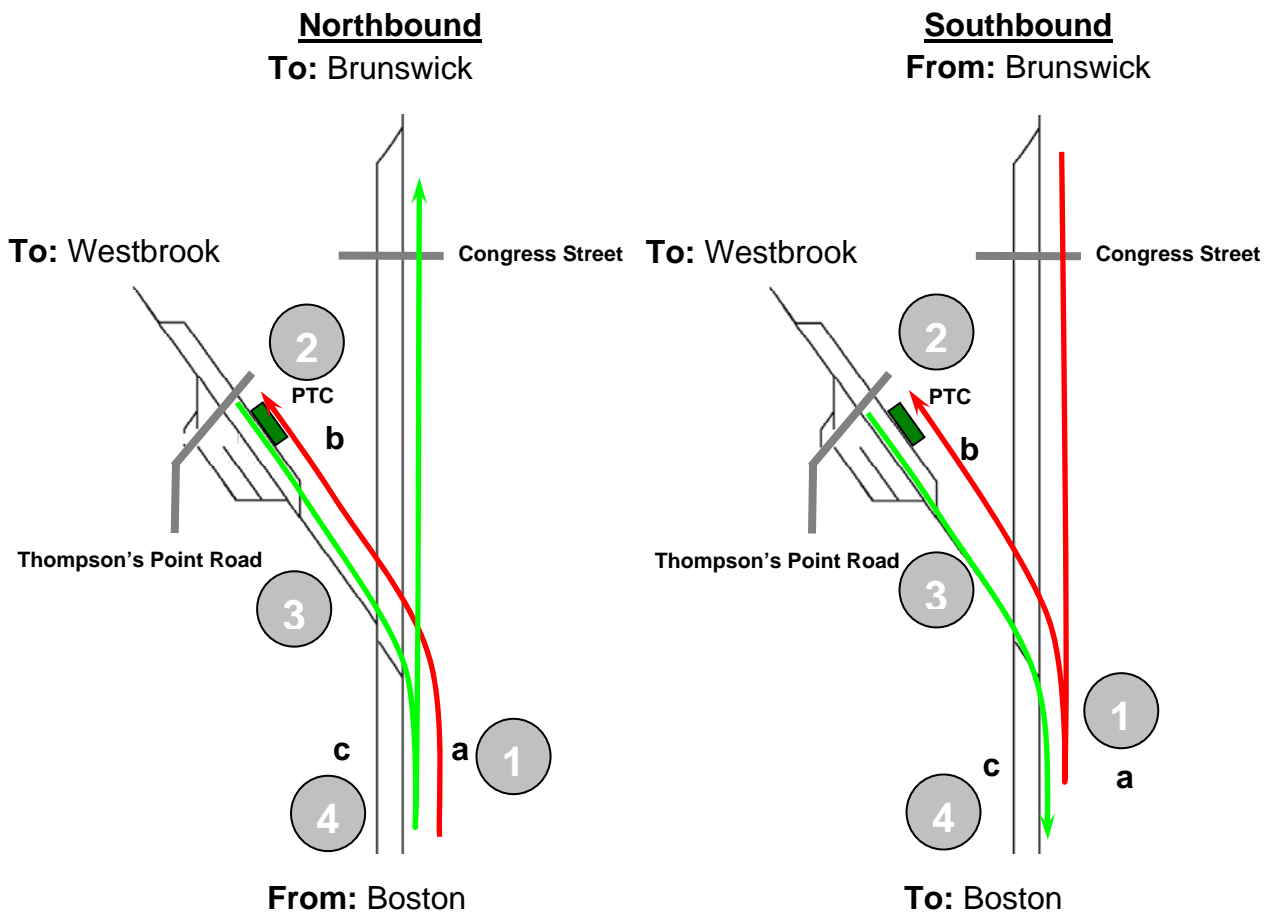 Northbound
To: Brunswick
To: Westbrook
Congress Street
2
PTC
b
Thompson's Point Road
3
c
a
1
4
From: Boston
Southbound
From: Brunswick
To: Westbrook
Congress Street
2
PTC
b
Thompson's Point Road
3
1
c
a
4
To: Boston